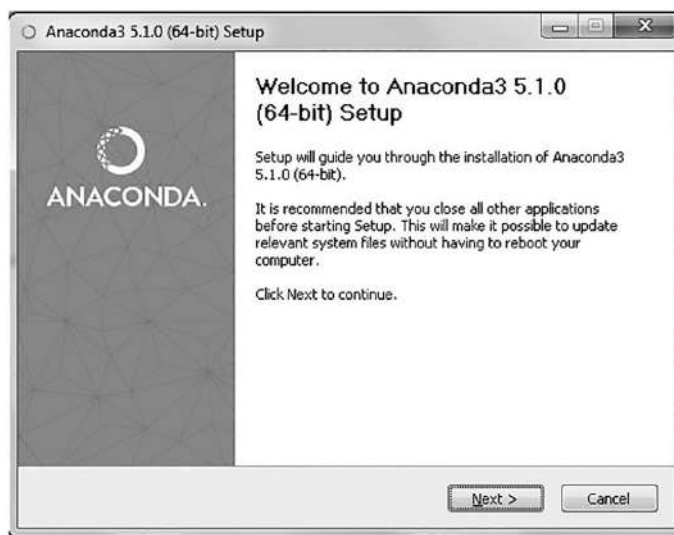 Anaconda3 5.1.0 (64-bit) Setup
ANACONDA.
Welcome to Anaconda3 5.1.0
(64-bit) Setup
Setup will guide you through the installation of Anaconda3
5.1.0 (64-bit).
It is recommended that you close all other applications
before starting Setup. This will make it possible to update
relevant system files without having to reboot your
computer.
Click Next to continue.
Next >
Cancel